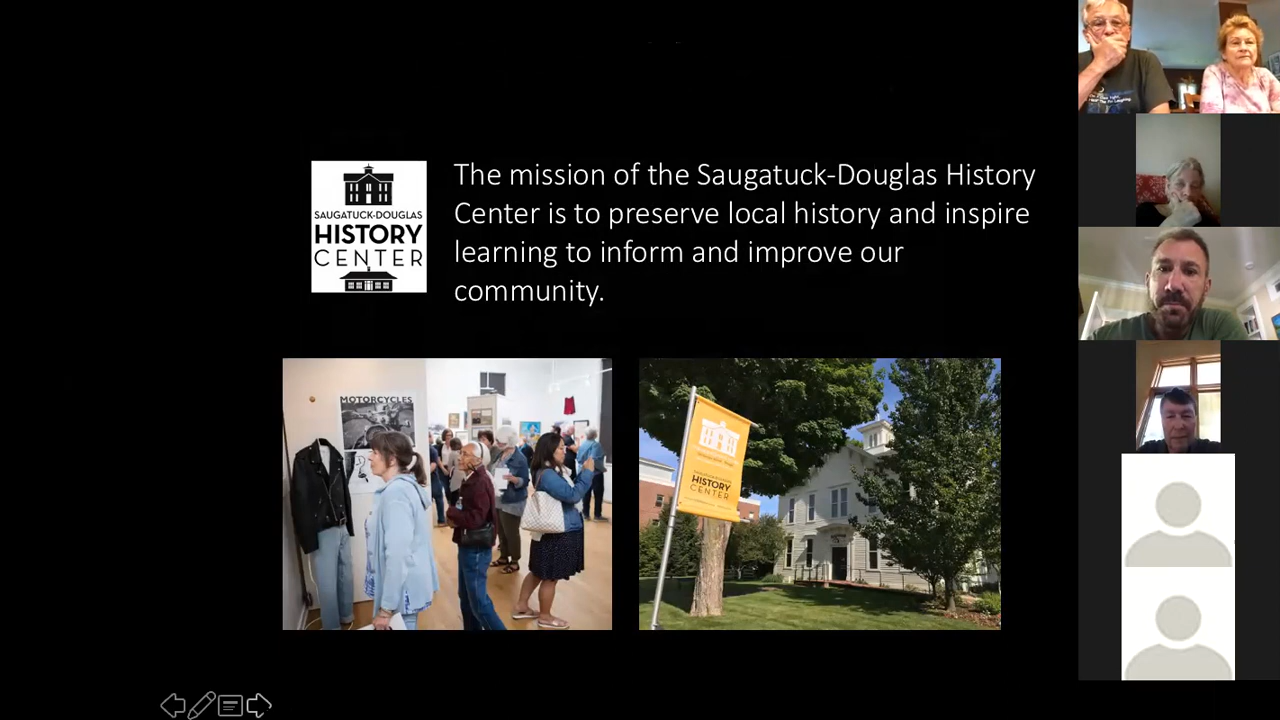 The mission of the Saugatuck-Douglas History
Center is to preserve local history and inspire
learning to inform and improve our
community.
SAUGATUCK-DOUGLAS
HISTORY
CENTER
MOTORCYCLES
HISTORY
CENTER